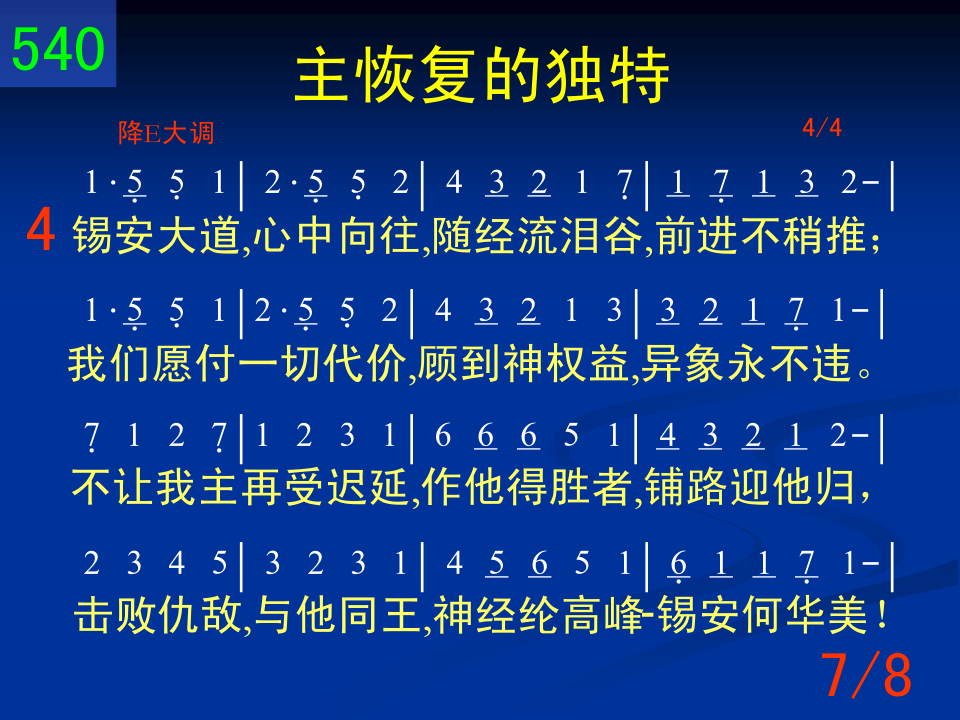 540
主恢复的独特
降E大调 4/4
1· 5̣ 5̣ 1| 2· 5̣ 5̣ 2| 4 3 2 1 7̣| 1 7̣ 1 3 2-|
4 锡安大道,心中向往,随经流泪谷,前进不稍推；
1· 5̣ 5̣ 1| 2· 5̣ 5̣ 2| 4 3 2 1 3| 3 2 1 7̣ 1-|
我们愿付一切代价,顾到神权益,异象永不违。
7̣ 1 2 7̣| 1 2 3 1| 6 6 6 5 1| 4 3 2 1 2-|
不让我主再受迟延,作他得胜者,铺路迎他归，
2 3 4 5| 3 2 3 1| 4 5 6 5 1| 6̣ 1 1 7̣ 1-|
击败仇敌,与他同王,神经纶高峰-锡安何华美！
7/8